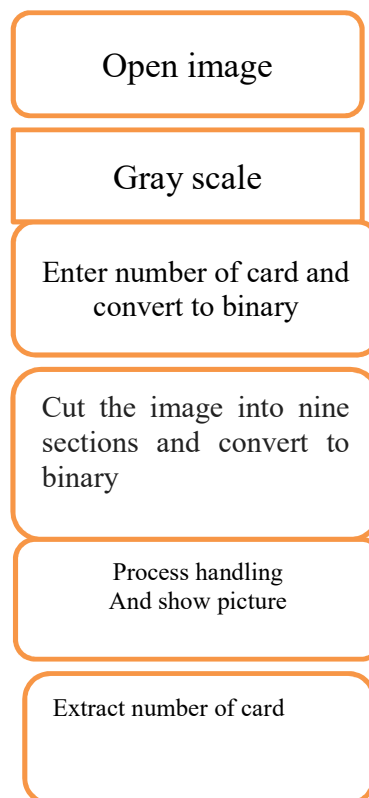 Open image
Gray scale
Enter number of card and
convert to binary
Cut the image into nine
sections and convert to
binary
Process handling
And show picture
Extract number of card